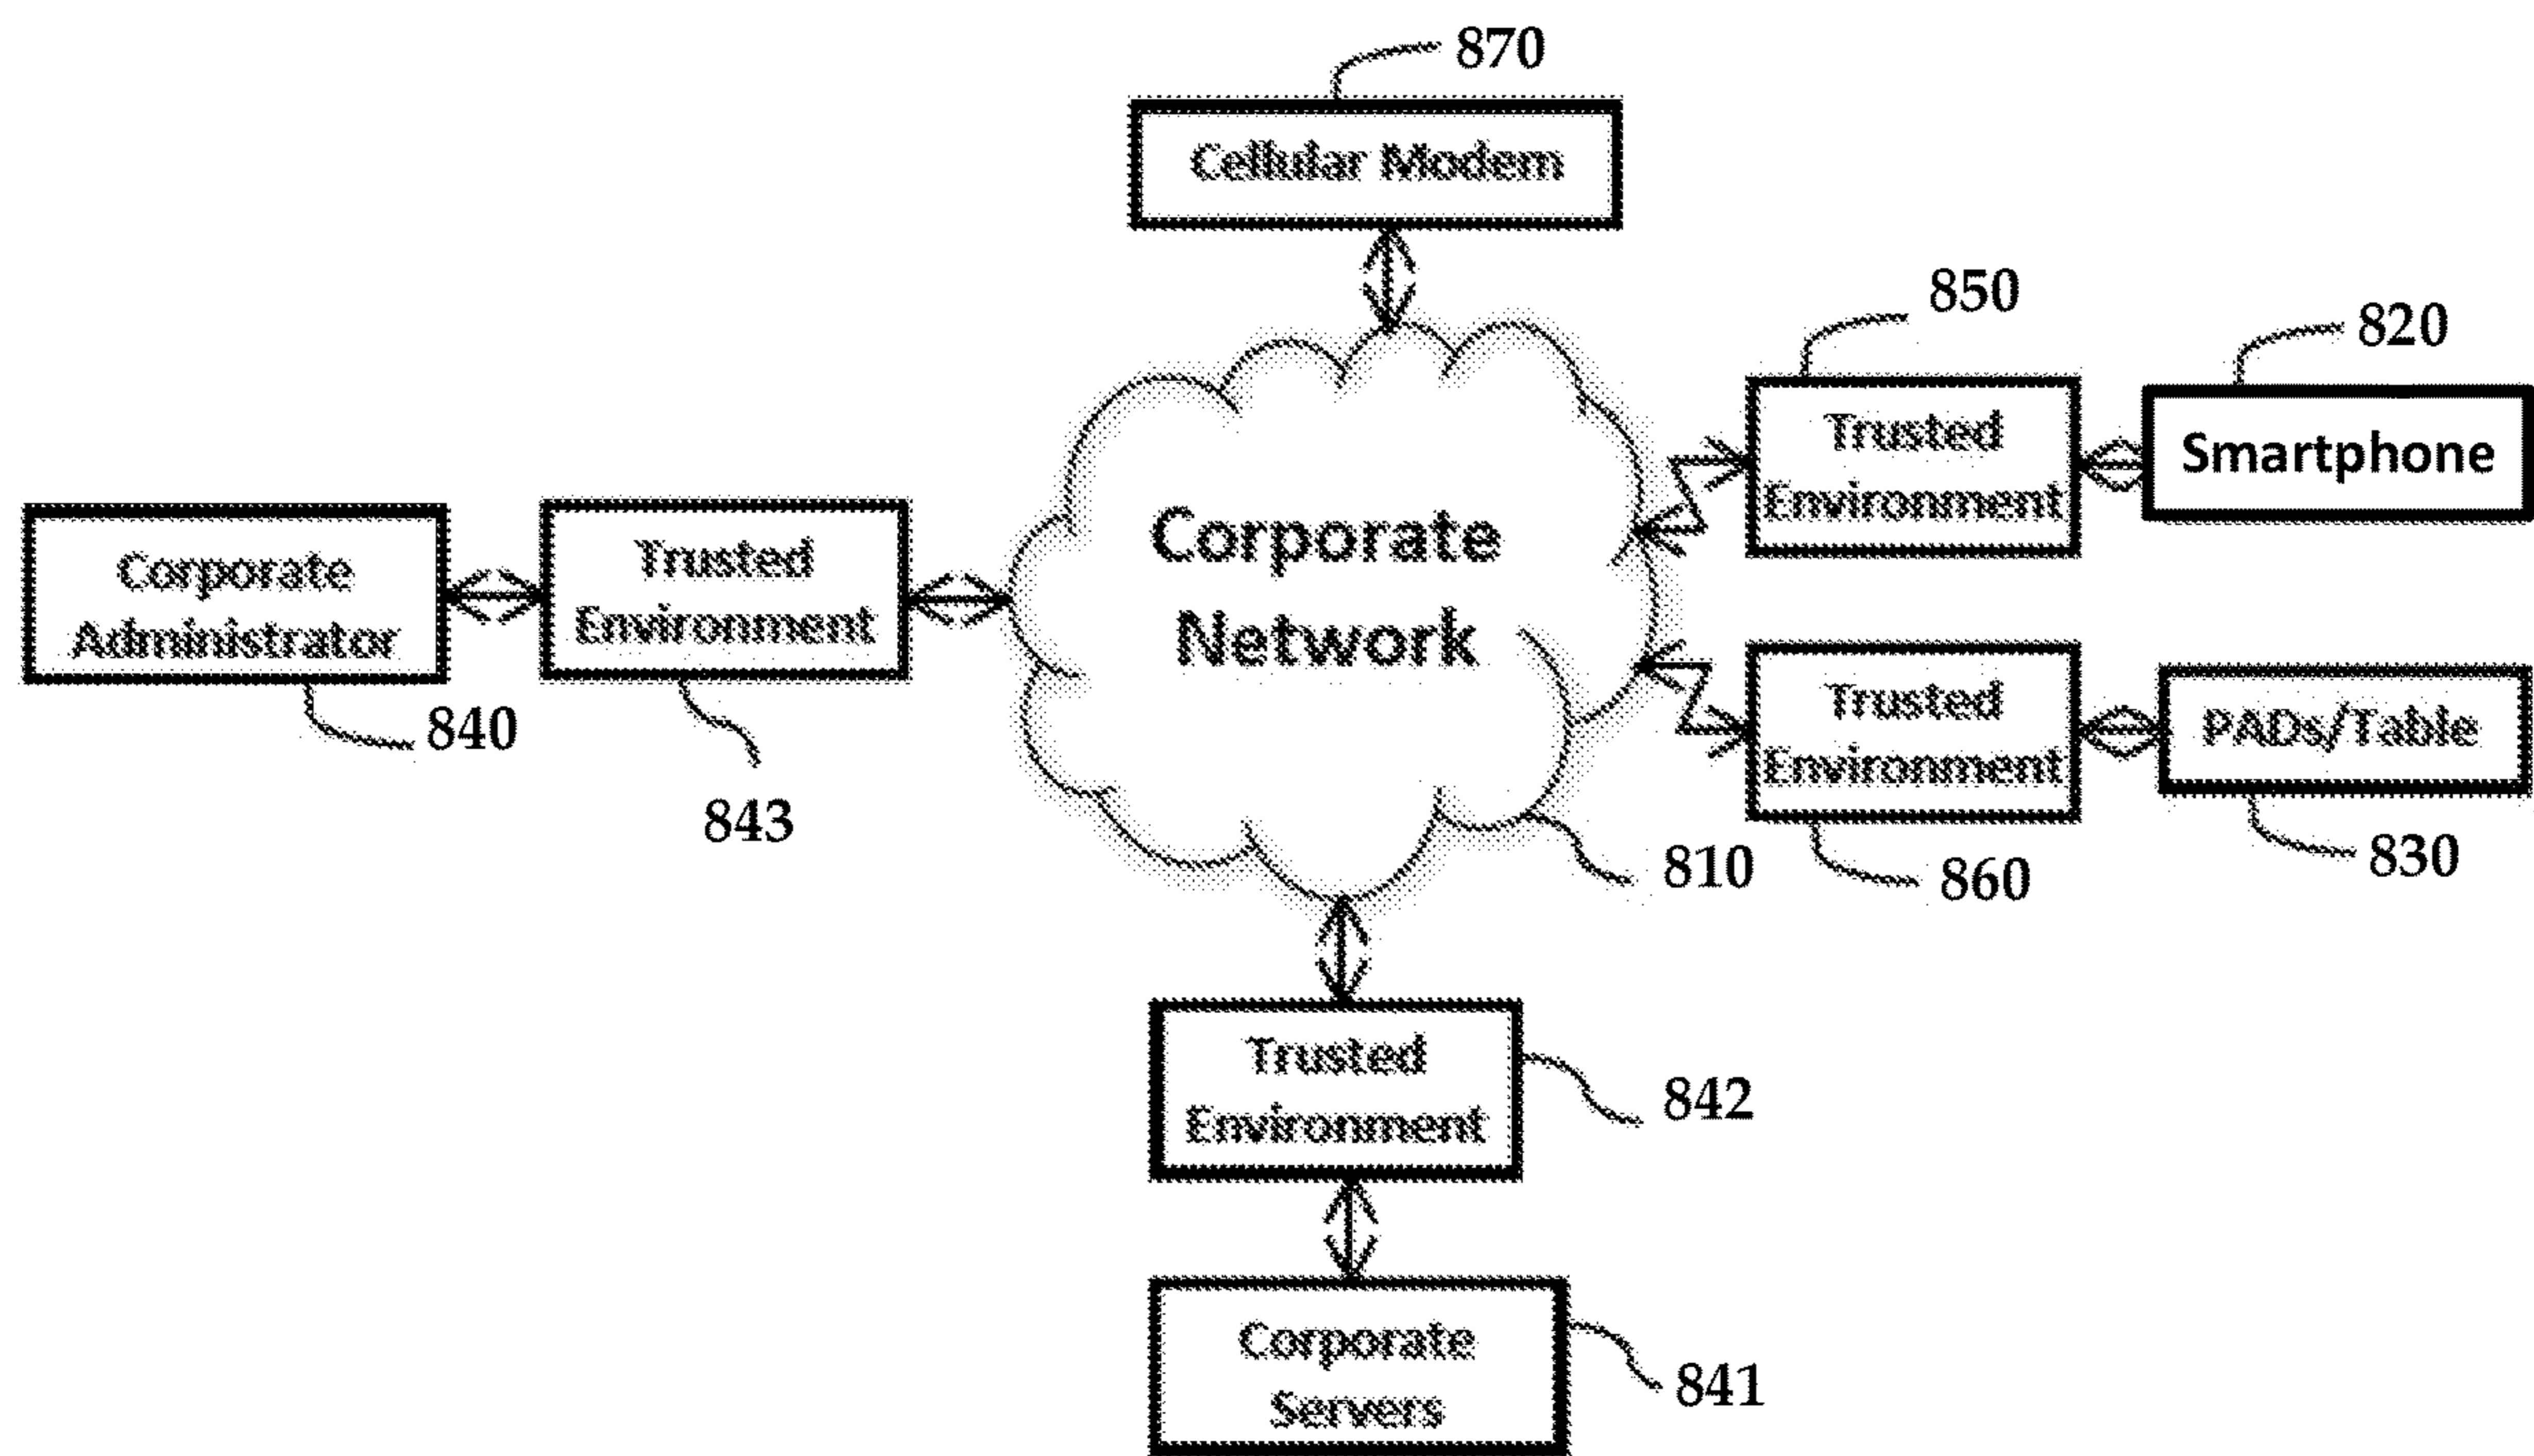 870
Cellular Modem
850
820
Trusted
Environment
Smartphone
Corporate
Network
Corporate
Administrator
Trusted
Environment
Trusted
Environment
PADs/Table
840
843
810
860
830
Trusted
Environment
842
Corporate
Servers
841